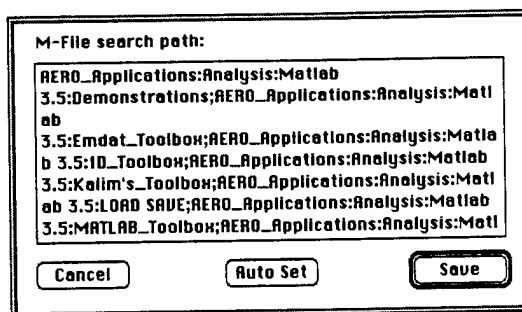 M-File search path:
AERO_Applications:Analysis:Matlab
3.5:Demonstrations;AERO_Applications:Analysis:Matl
ab
3.5:Emdat_Toolbox;AERO_Applications:Analysis:Matla
b 3.5:ID_Toolbox;AERO_Applications:Analysis:Matlab
3.5:Kalim's_Toolbox;AERO_Applications:Analysis:Matl
ab 3.5:LOAD SAVE;AERO_Applications:Analysis:Matlab
3.5:MATLAB_Toolbox;AERO_Applications:Analysis:Matl
Cancel Auto Set Save